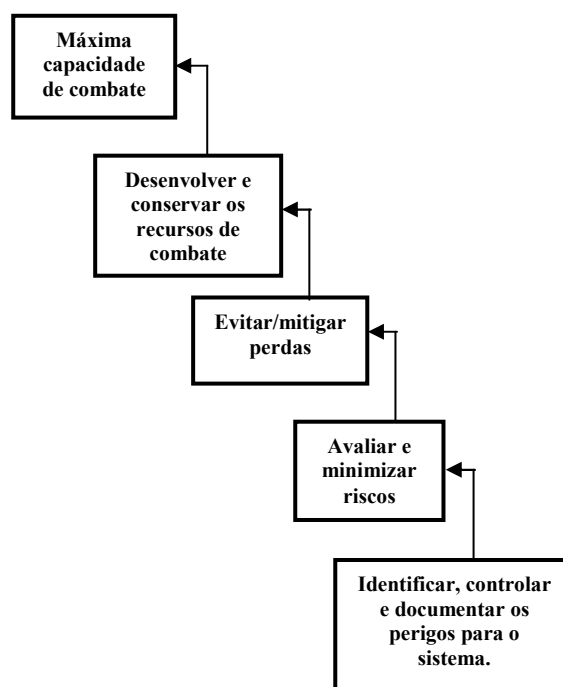 Máxima
capacidade
de combate
Desenvolver e
conservar os
recursos de
combate
Evitar/mitigar
perdas
Avaliar e
minimizar
riscos
Identificar, controlar
e documentar os
perigos para o
sistema.